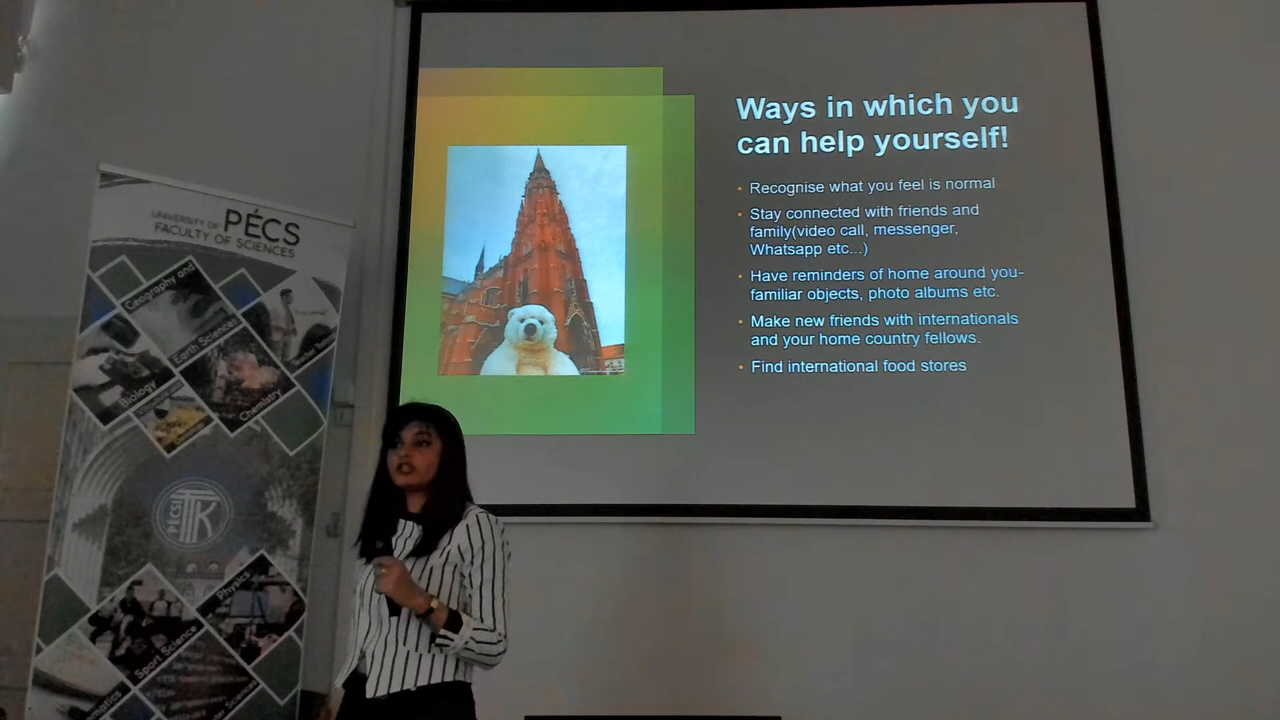 UNIVERSITY OF PÉCS
FACULTY OF SCIENCES
Geography and
Earth Sciences
Biology
Chemistry
PÉCSI TTK
Physics
Sport Science
Ways in which you
can help yourself!
• Recognise what you feel is normal
• Stay connected with friends and
family(video call, messenger,
Whatsapp etc...)
• Have reminders of home around you-
familiar objects, photo albums etc.
• Make new friends with internationals
and your home country fellows.
• Find international food stores